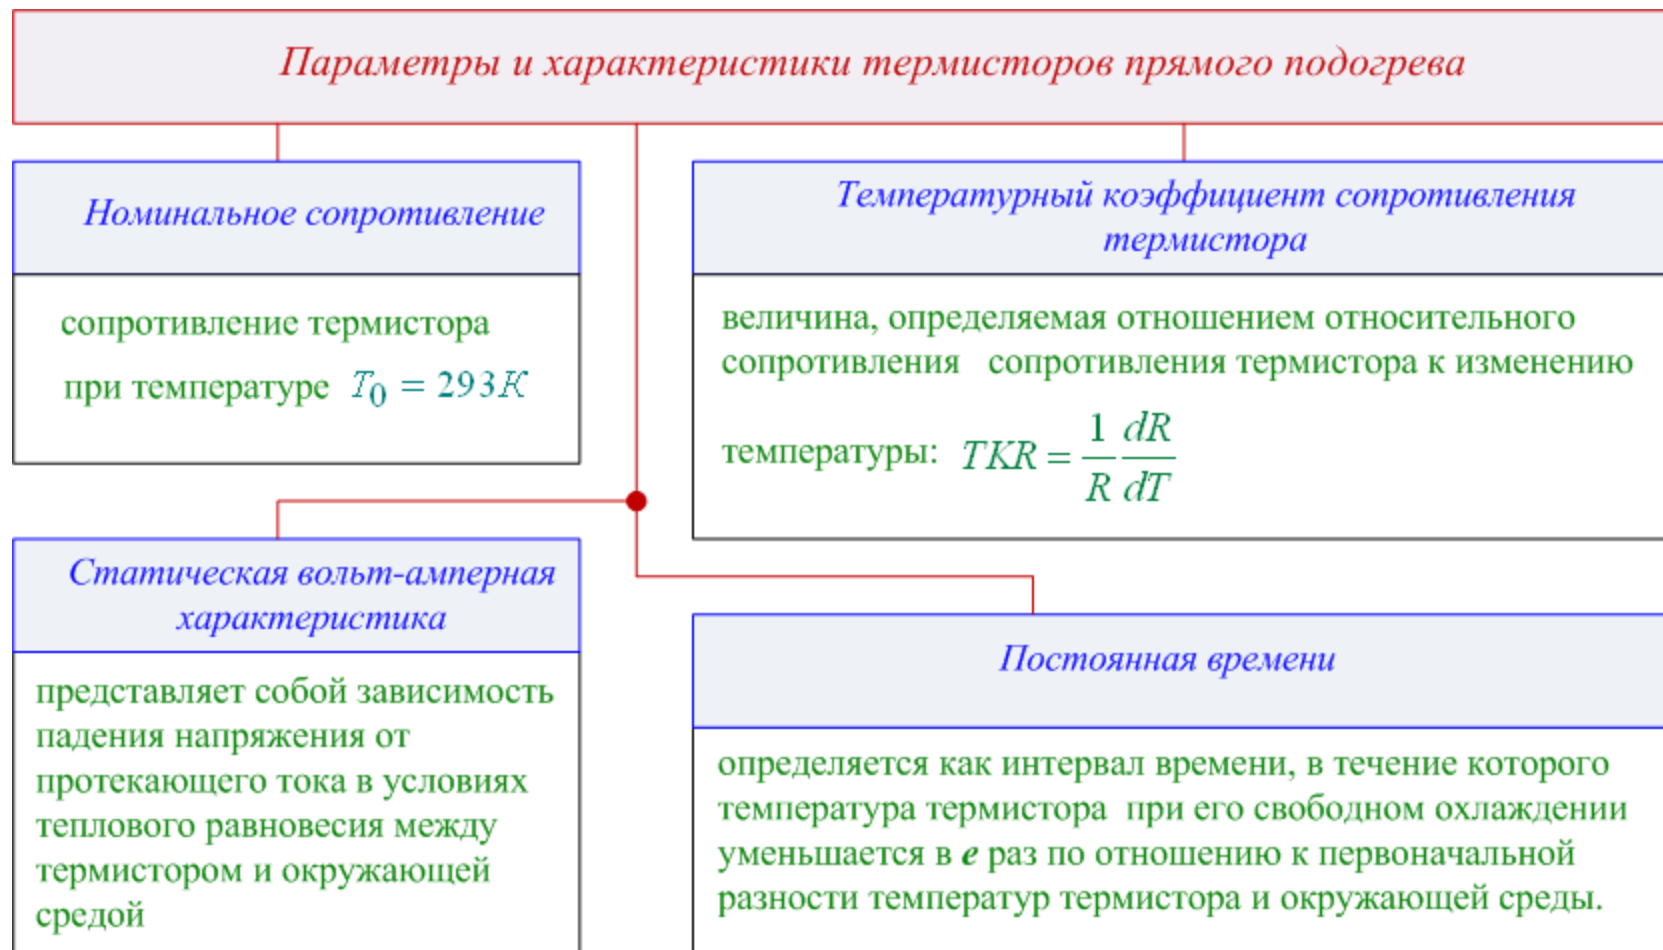 Параметры и характеристики термисторов прямого подогрева
Номинальное сопротивление
сопротивление термистора
при температуре T₀ = 293K
Температурный коэффициент сопротивления
термистора
величина, определяемая отношением относительного
сопротивления сопротивления термистора к изменению
температуры: TKR = 1/R dR/dT
Статическая вольт-амперная
характеристика
представляет собой зависимость
падения напряжения от
протекающего тока в условиях
теплового равновесия между
термистором и окружающей
средой
Постоянная времени
определяется как интервал времени, в течение которого
температура термистора при его свободном охлаждении
уменьшается в e раз по отношению к первоначальной
разности температур термистора и окружающей среды.